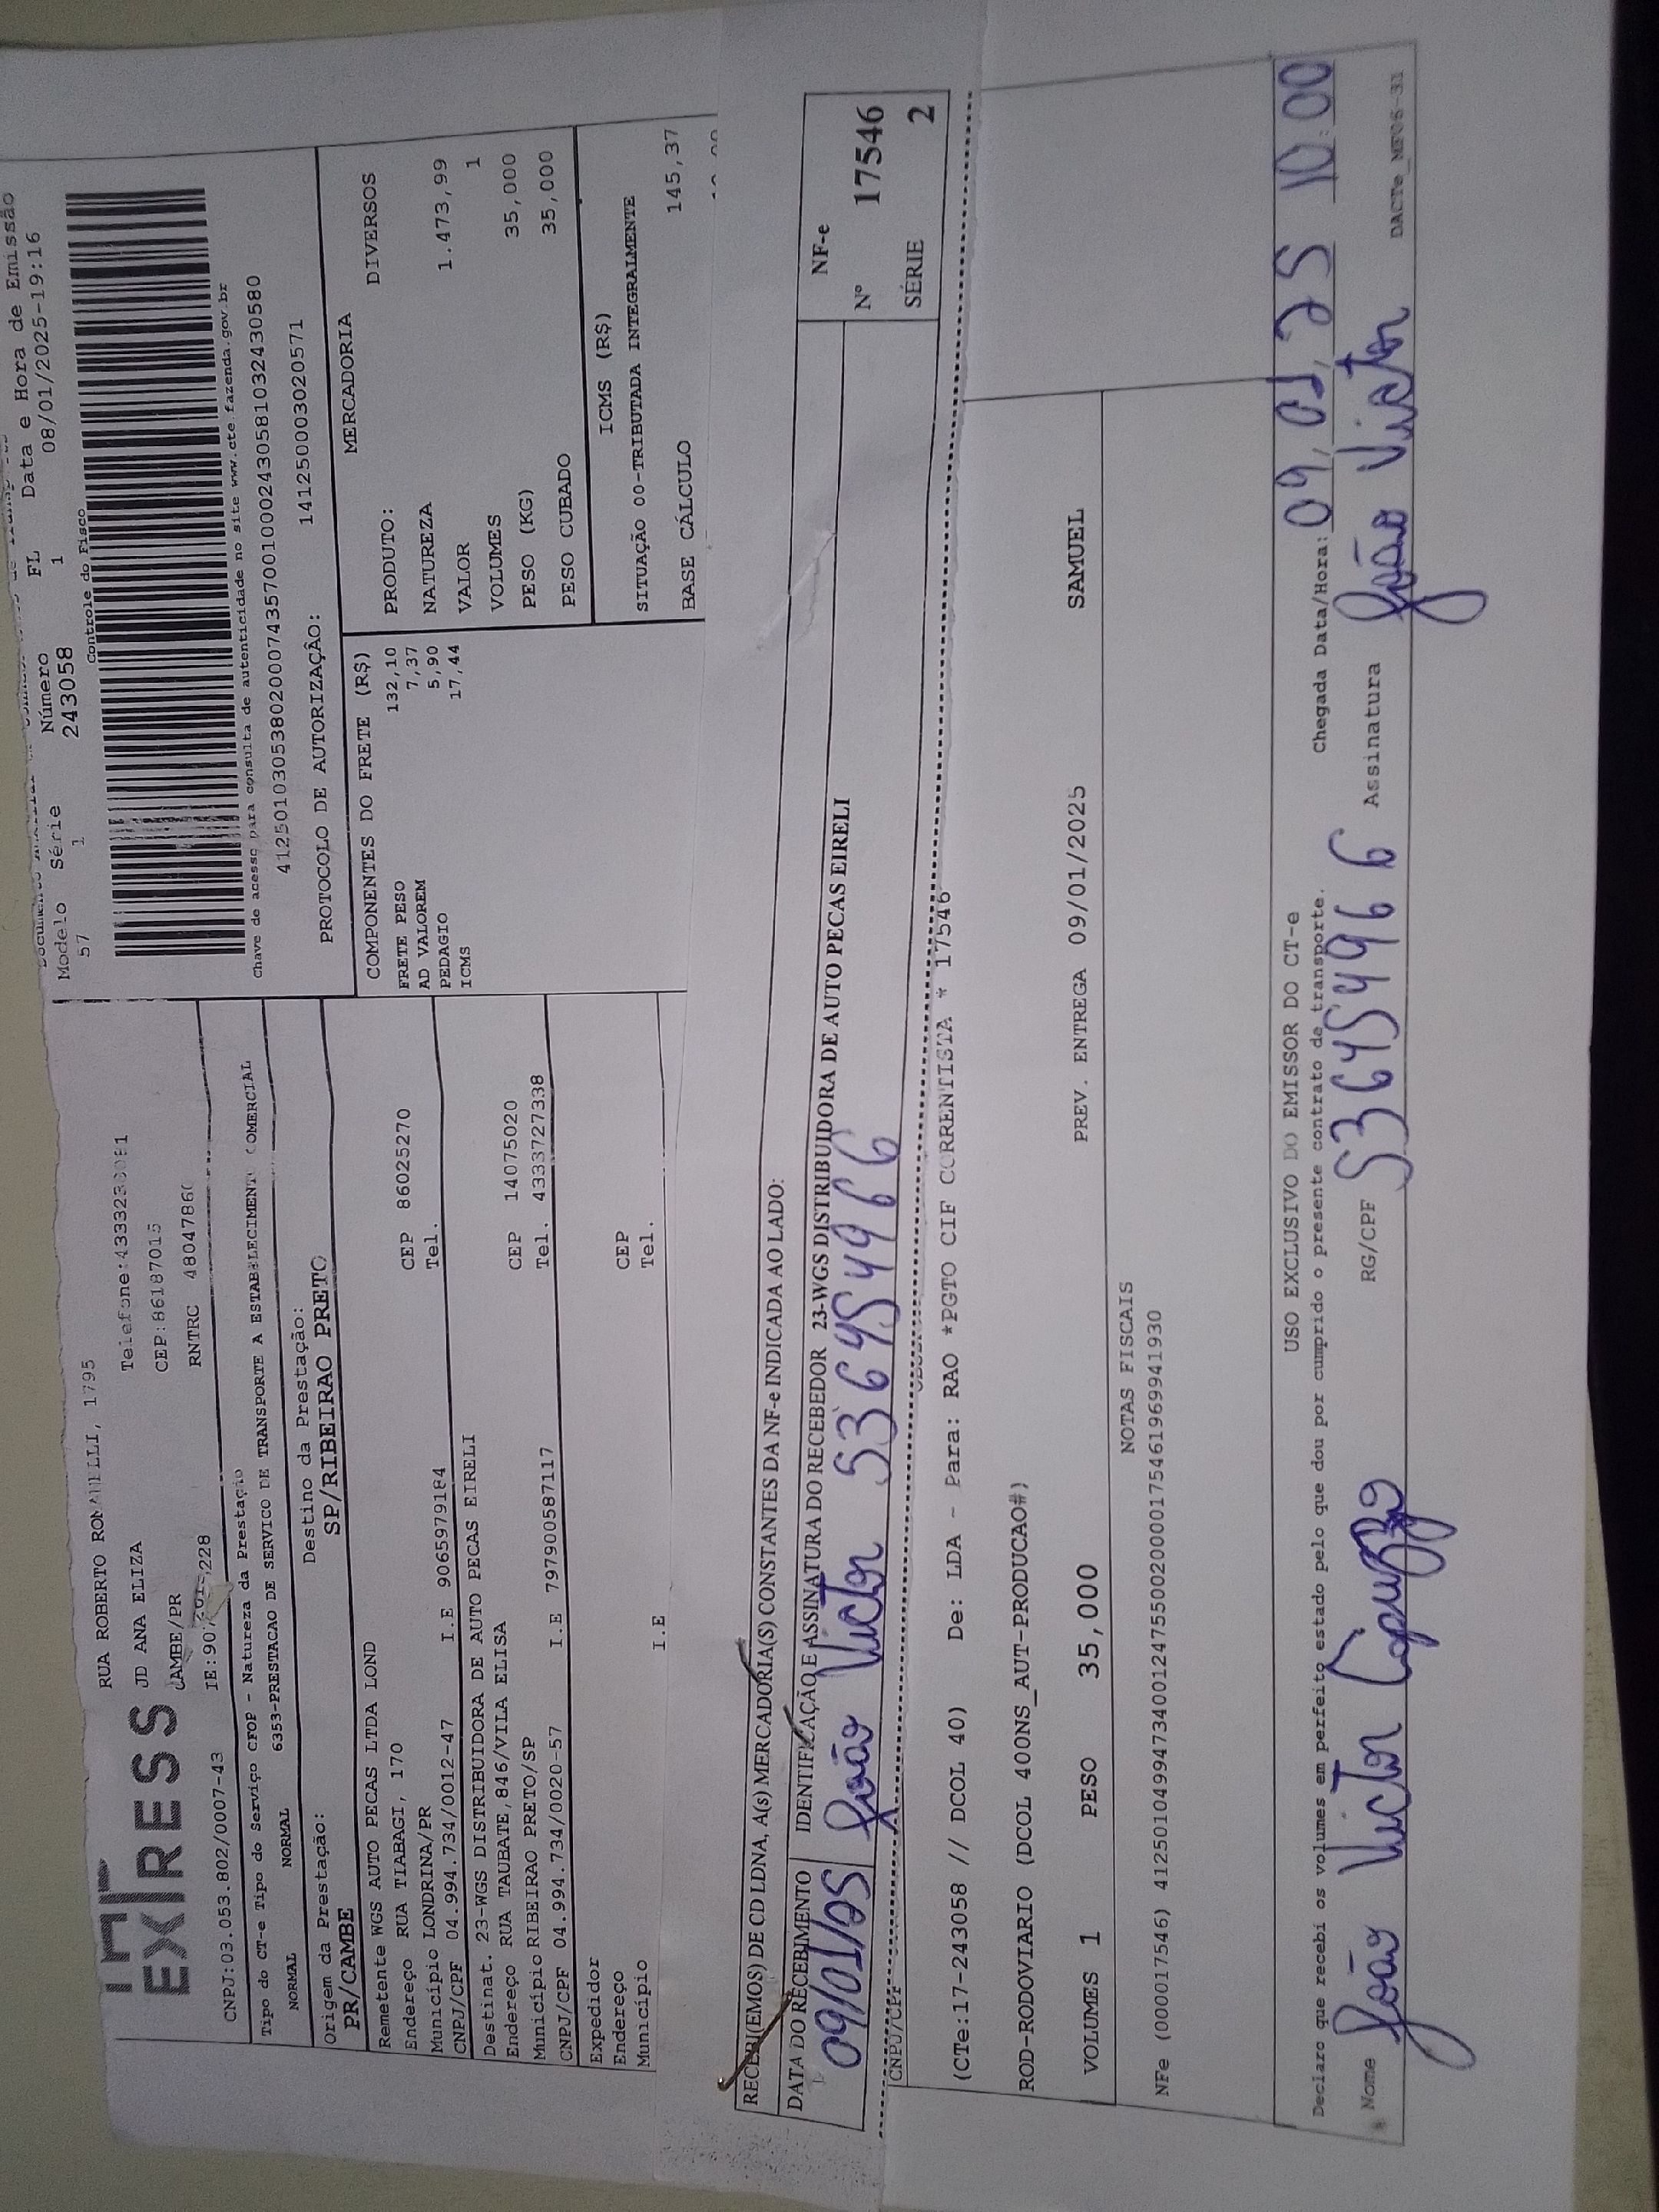 EXPRESS
RUA ROBERTO 1795
JD ANA ELIZA
CAMBE/PR
CEP:86187015
RNTRC
CNPJ:03.053.802/0007-43
Modelo Série Número FL Data e Hora de Emissão
57 1 243058 1 08/01/2025-19:16
Controle do Fisco
Chave de acesso para consulta de autenticidade no site www.cte.fazenda.gov.br
41250103053802000743570010002430581032430580
PROTOCOLO DE AUTORIZAÇÃO: 141250003020571
Tipo do CT-e Tipo do Serviço CFOP - Natureza da Prestação
NORMAL NORMAL 6353-PRESTACAO DE SERVICO DE TRANSPORTE A ESTABELECIMENTO COMERCIAL
Origem da Prestação: Destino da Prestação:
PR/CAMBE SP/RIBEIRAO PRETO
Remetente WGS AUTO PECAS LTDA LOND
Endereço RUA TIABAGI, 170 CEP 86025270
Município LONDRINA/PR Tel.
CNPJ/CPF 04.994.734/0012-47 I.E 9065979184
Destinat. 23-WGS DISTRIBUIDORA DE AUTO PECAS EIRELI
Endereço RUA TAUBATE,846/VILA ELISA CEP 14075020
Município RIBEIRAO PRETO/SP Tel. 433372​7338
CNPJ/CPF 04.994.734/0020-57 I.E 797900587117
Expedidor
Endereço CEP
Município Tel.
I.E
COMPONENTES DO FRETE (R$)
FRETE PESO 132,10
AD VALOREM 7,37
PEDAGIO 5,90
ICMS 17,44
MERCADORIA
PRODUTO: DIVERSOS
NATUREZA
VALOR 1.473,99
VOLUMES 1
PESO (KG) 35,000
PESO CUBADO 35,000
ICMS (R$)
SITUAÇÃO 00-TRIBUTADA INTEGRALMENTE
BASE CÁLCULO 145,37
RECEBI(EMOS) DE CD LDNA, A(S) MERCADORIA(S) CONSTANTES DA NF-e INDICADA AO LADO:
DATA DO RECEBIMENTO IDENTIFICAÇÃO E ASSINATURA DO RECEBEDOR 23-WGS DISTRIBUIDORA DE AUTO PECAS EIRELI
09/01/25 João Victor 536454966
NF-e
Nº 17546
SÉRIE 2
CNPJ/CPF
(CTe:17-243058 // DCOL 40) De: LDA - Para: RAO *PGTO CIF CORRENTISTA * 17546
ROD-RODOVIARIO (DCOL 400NS_AUT-PRODUCAO#)
VOLUMES 1 PESO 35,000 PREV. ENTREGA 09/01/2025 SAMUEL
NOTAS FISCAIS
NFe (000017546) 41250104994734001247550020000175461969941930
USO EXCLUSIVO DO EMISSOR DO CT-e
Declaro que recebi os volumes em perfeito estado pelo que dou por cumprido o presente contrato de transporte. Chegada Data/Hora: 09/01/25 10:00
Nome João Victor RG/CPF 536454966 Assinatura João Victor
DACTe_MF06-31